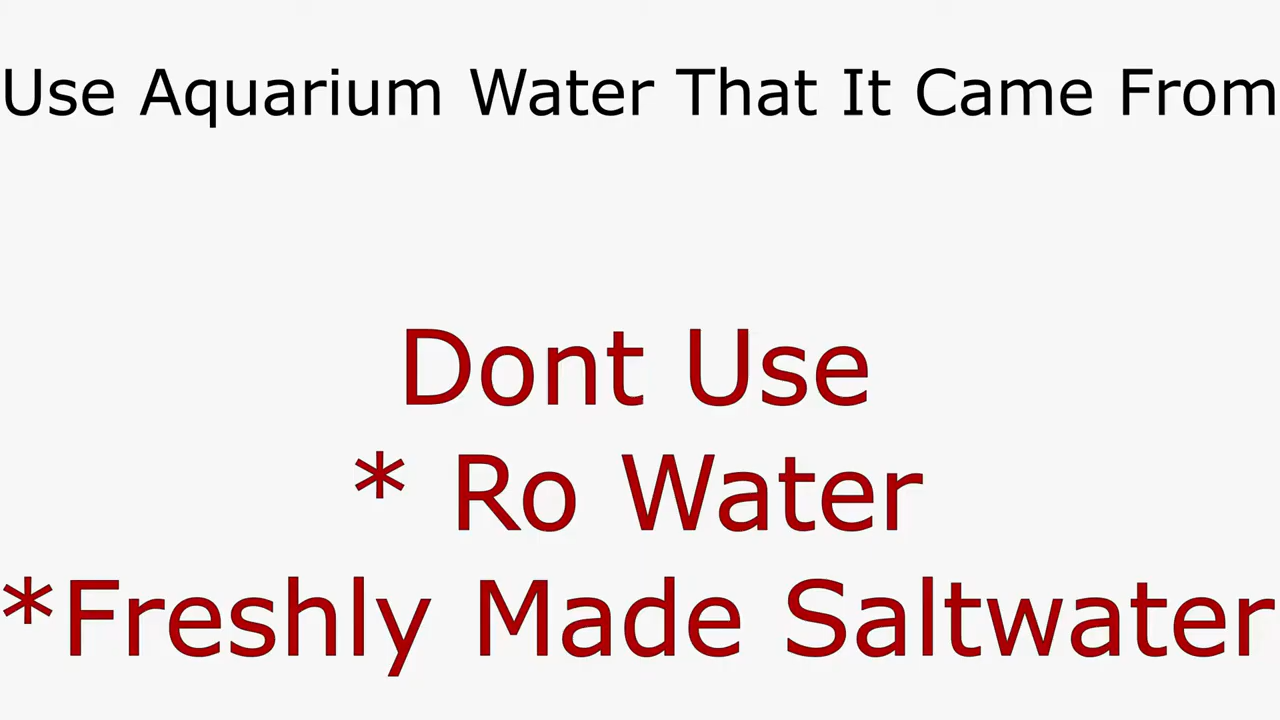 Use Aquarium Water That It Came From
Dont Use
* Ro Water
*Freshly Made Saltwater